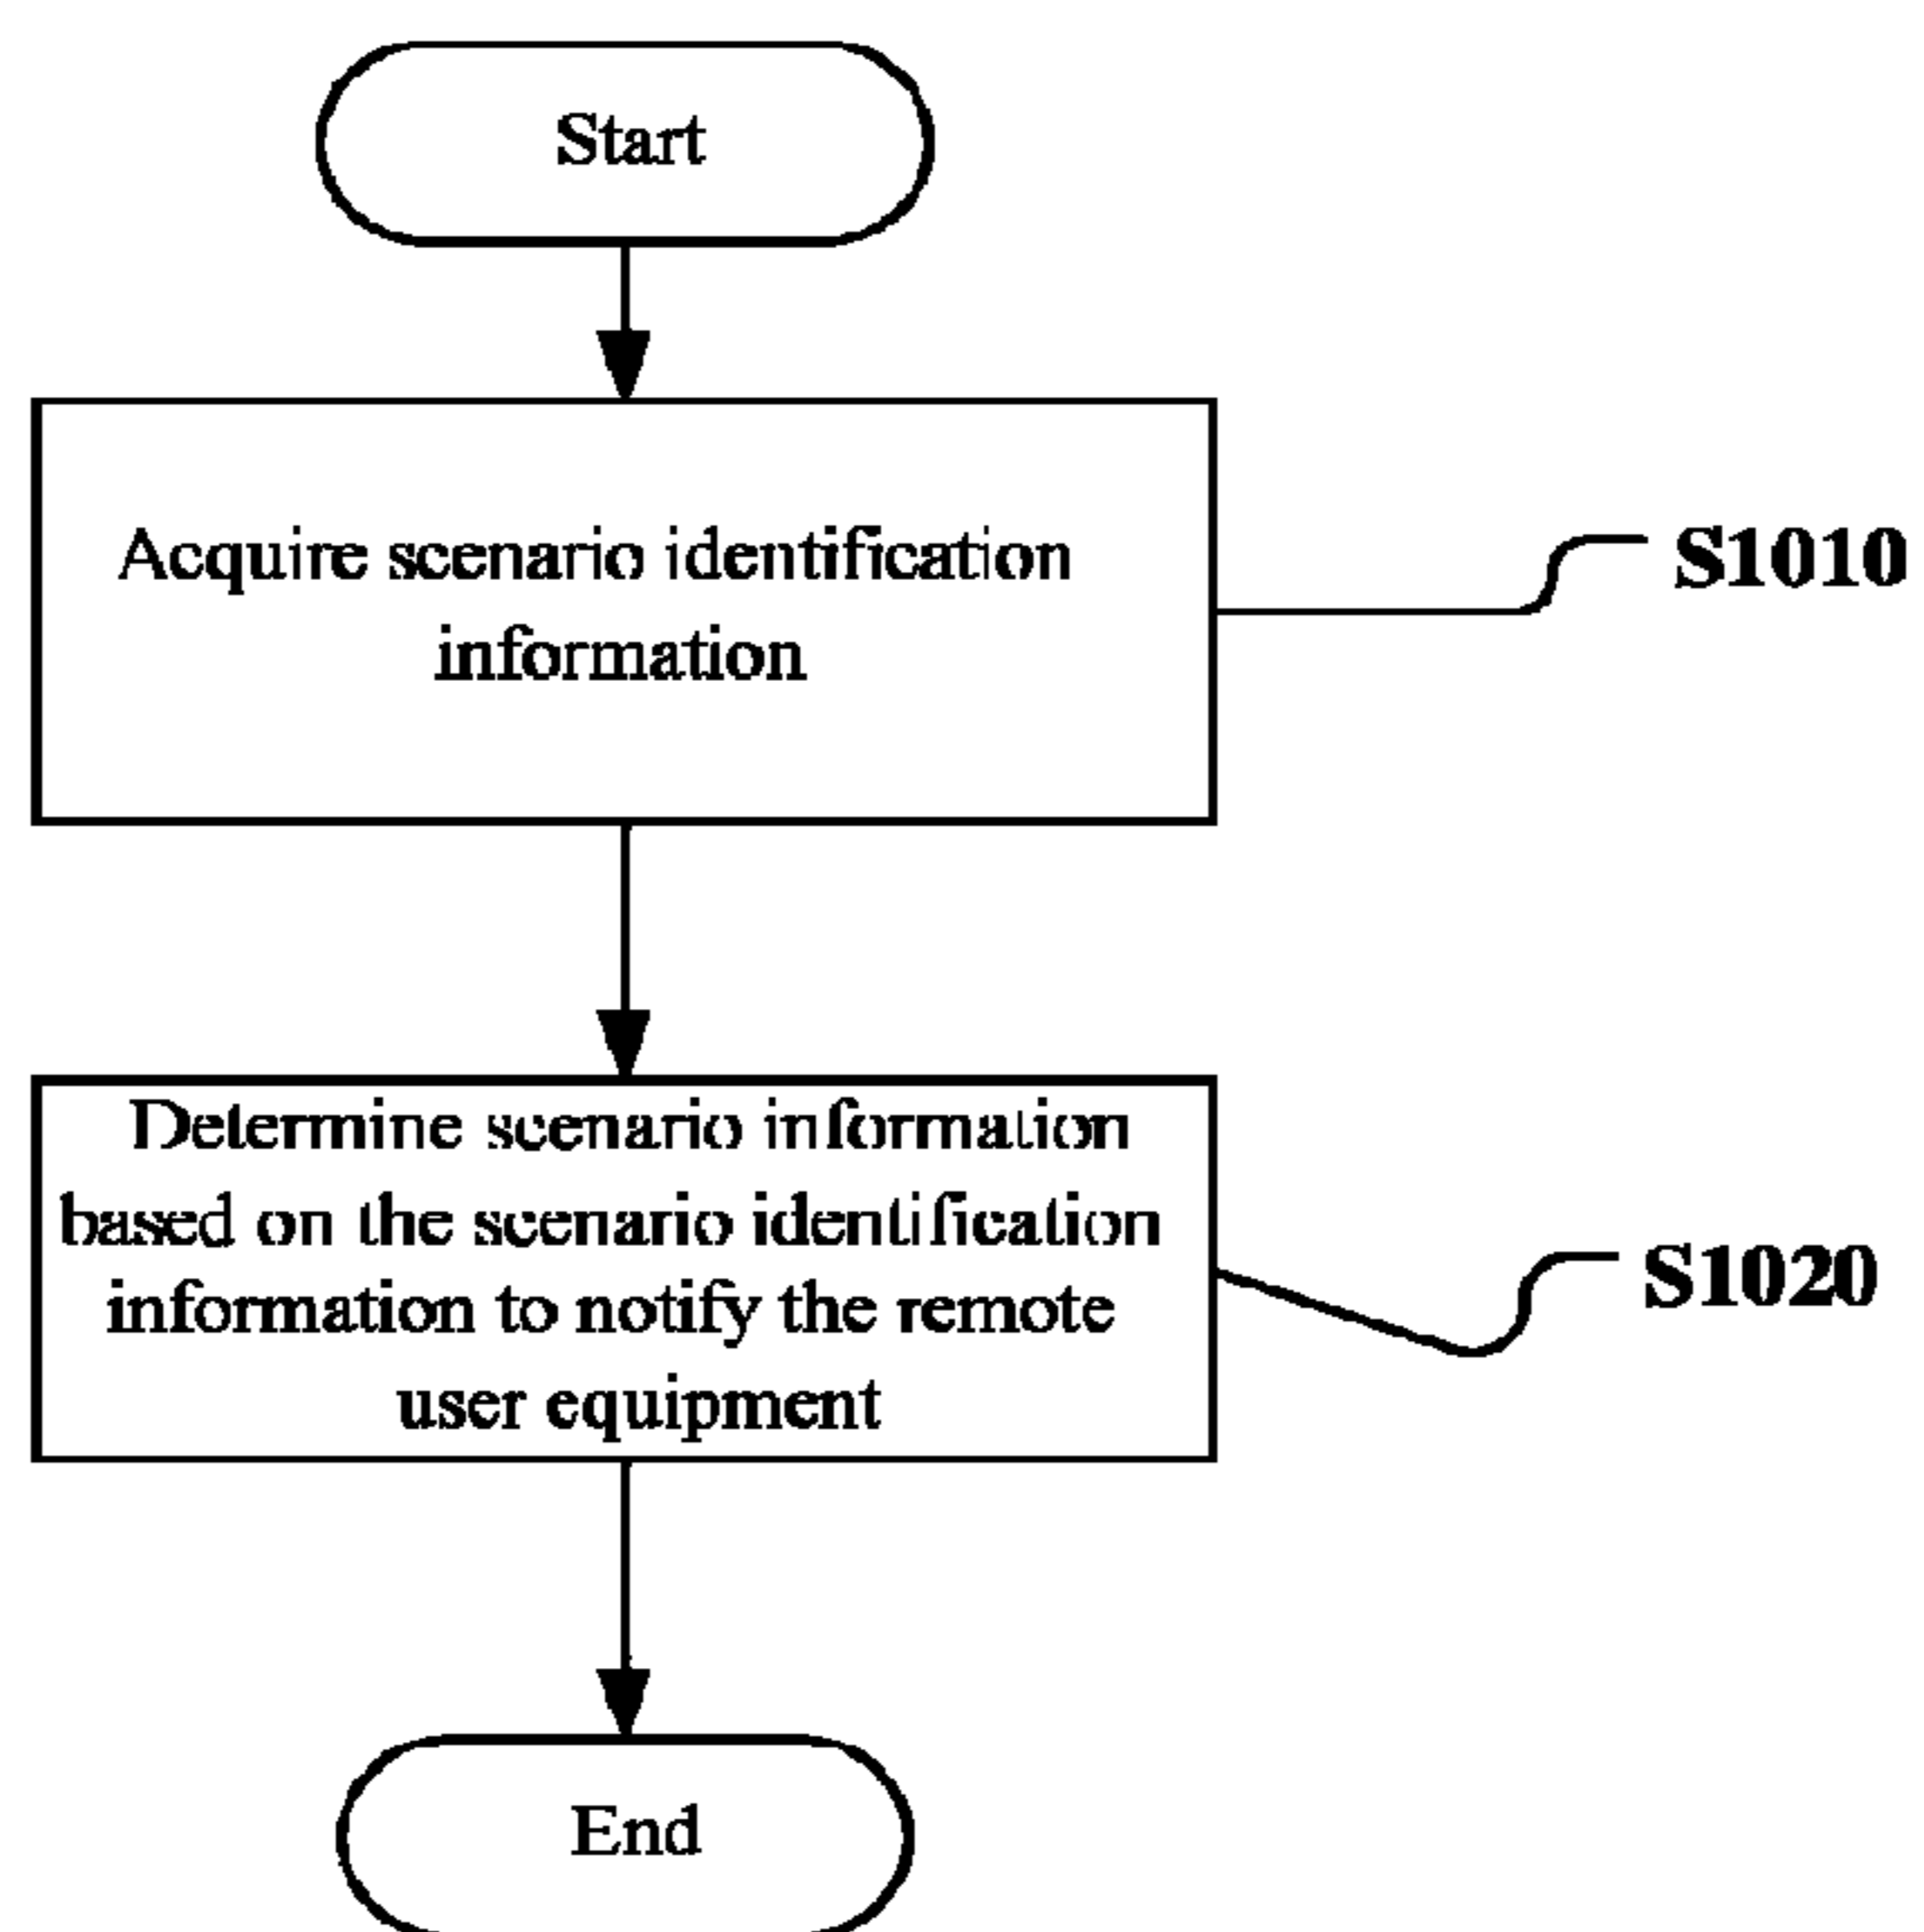 Start
Acquire scenario identification
information
S1010
Determine scenario information
based on the scenario identification
information to notify the remote
user equipment
S1020
End